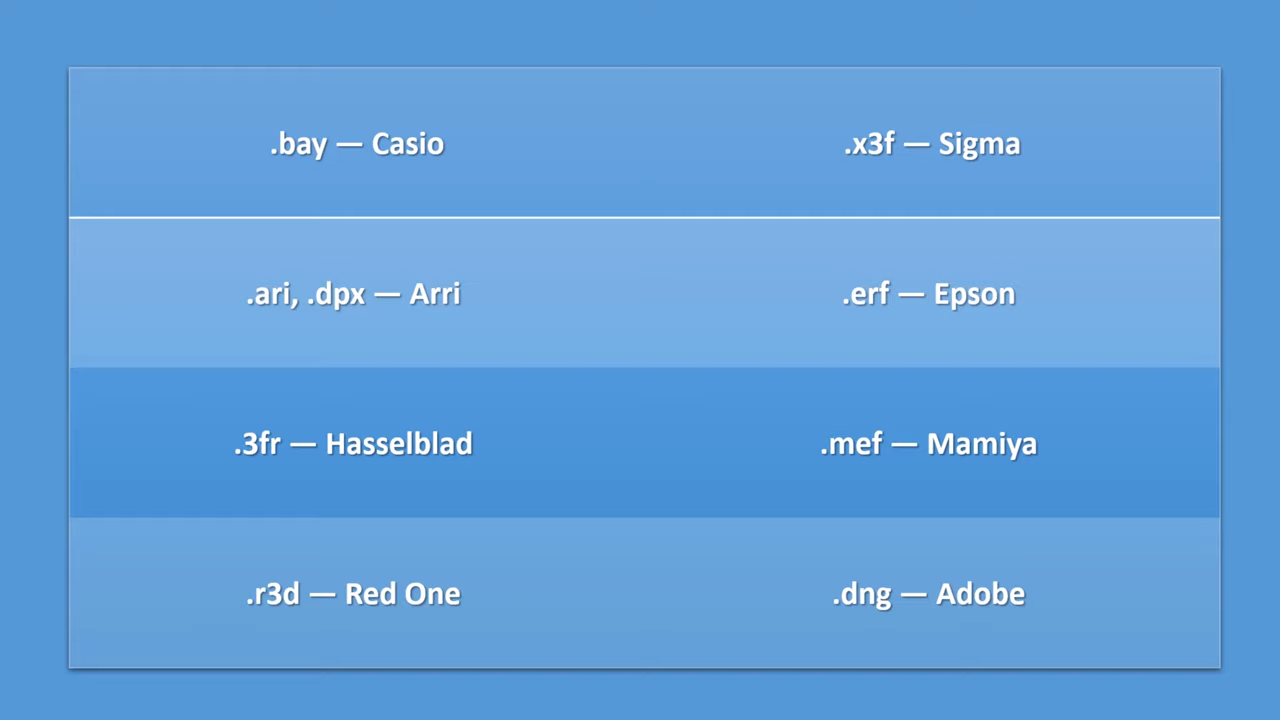 .bay — Casio
.x3f — Sigma
.ari, .dpx — Arri
.erf — Epson
.3fr — Hasselblad
.mef — Mamiya
.r3d — Red One
.dng — Adobe